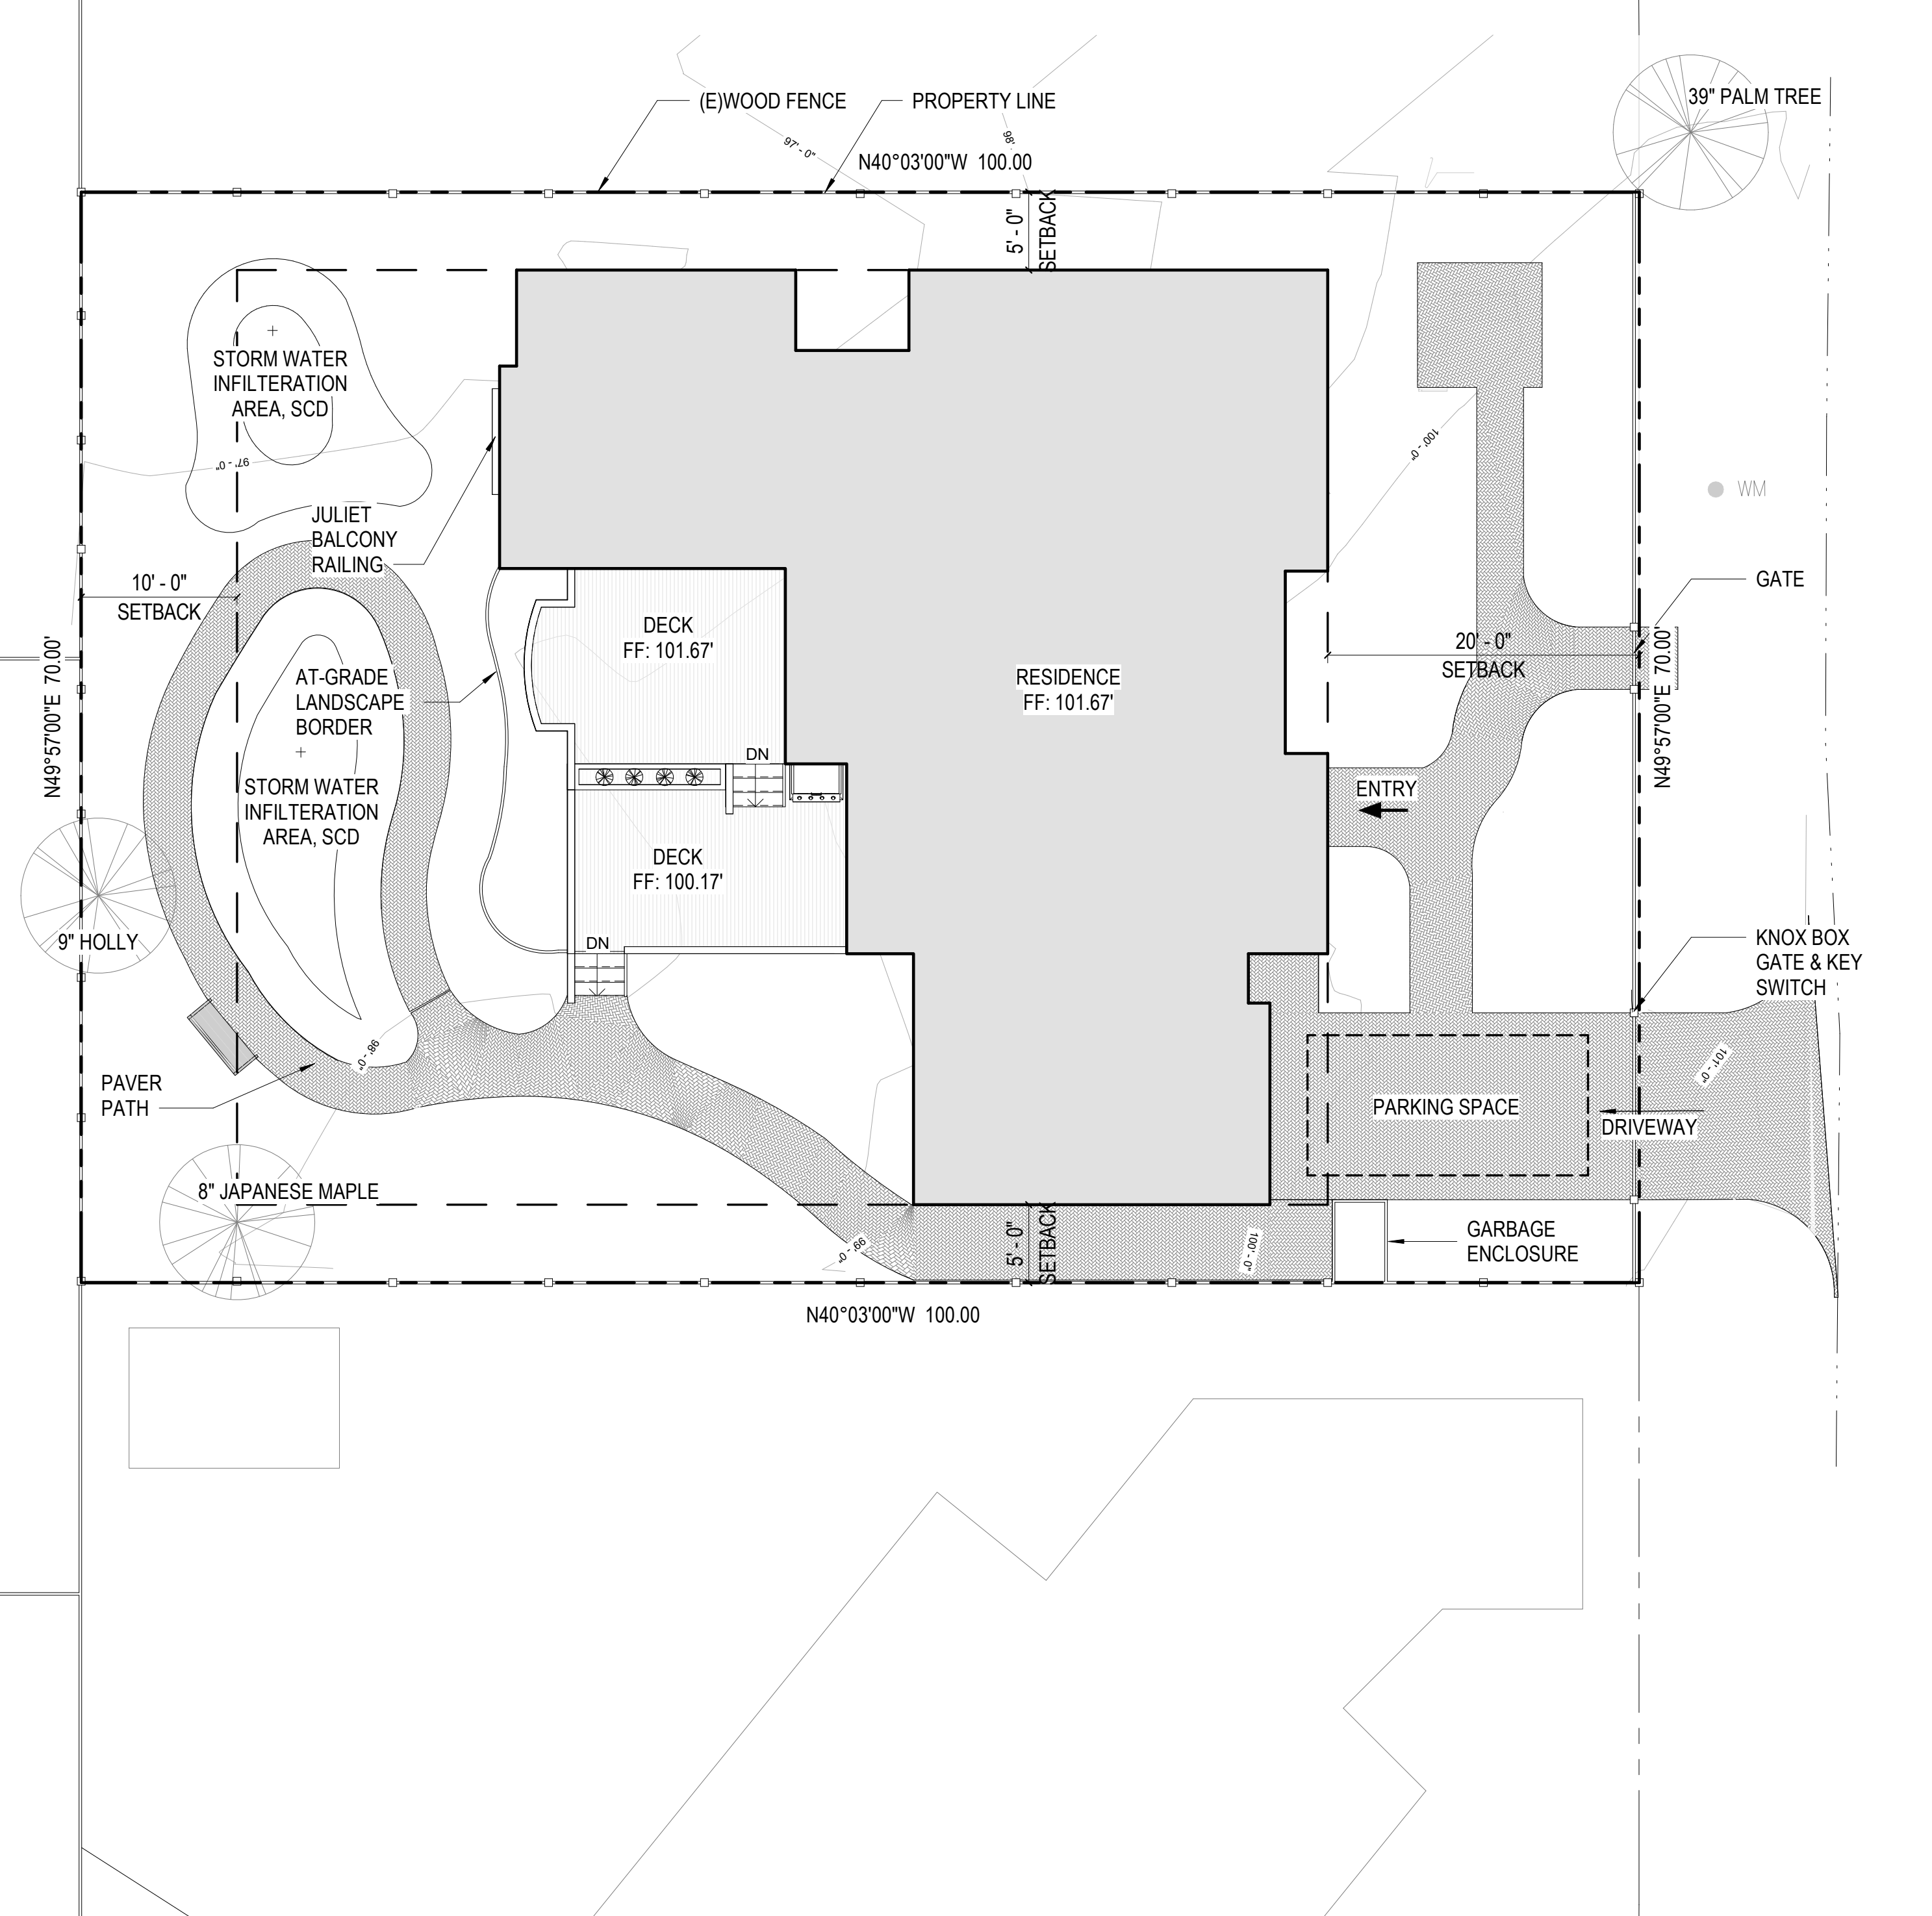 39" PALM TREE
(E)WOOD FENCE
PROPERTY LINE
97' - 0"
98'
N40°03'00"W 100.00
5' - 0"
SETBACK
STORM WATER
INFILTERATION
AREA, SCD
97' - 0"
100' - 0"
WM
JULIET
BALCONY
RAILING
10' - 0"
SETBACK
GATE
N49°57'00"E 70.00'
DECK
FF: 101.67'
20' - 0"
SETBACK
N49°57'00"E 70.00'
AT-GRADE
LANDSCAPE
BORDER
RESIDENCE
FF: 101.67'
DN
STORM WATER
INFILTERATION
AREA, SCD
ENTRY
DECK
FF: 100.17'
9" HOLLY
DN
KNOX BOX
GATE & KEY
SWITCH
98' - 0"
101' - 0"
PAVER
PATH
PARKING SPACE
DRIVEWAY
8" JAPANESE MAPLE
99' - 0"
5' - 0"
SETBACK
100' - 0"
GARBAGE
ENCLOSURE
N40°03'00"W 100.00